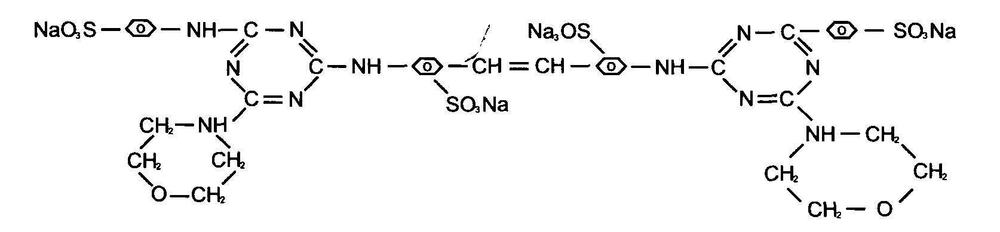 NaO₃S — NH — C — N Na₃OS N — C — SO₃Na
N C — NH — CH = CH — NH — C N
C = N SO₃Na N = C
CH₂ — NH NH — CH₂
CH₂ CH₂ CH₂ CH₂
O — CH₂ CH₂ — O